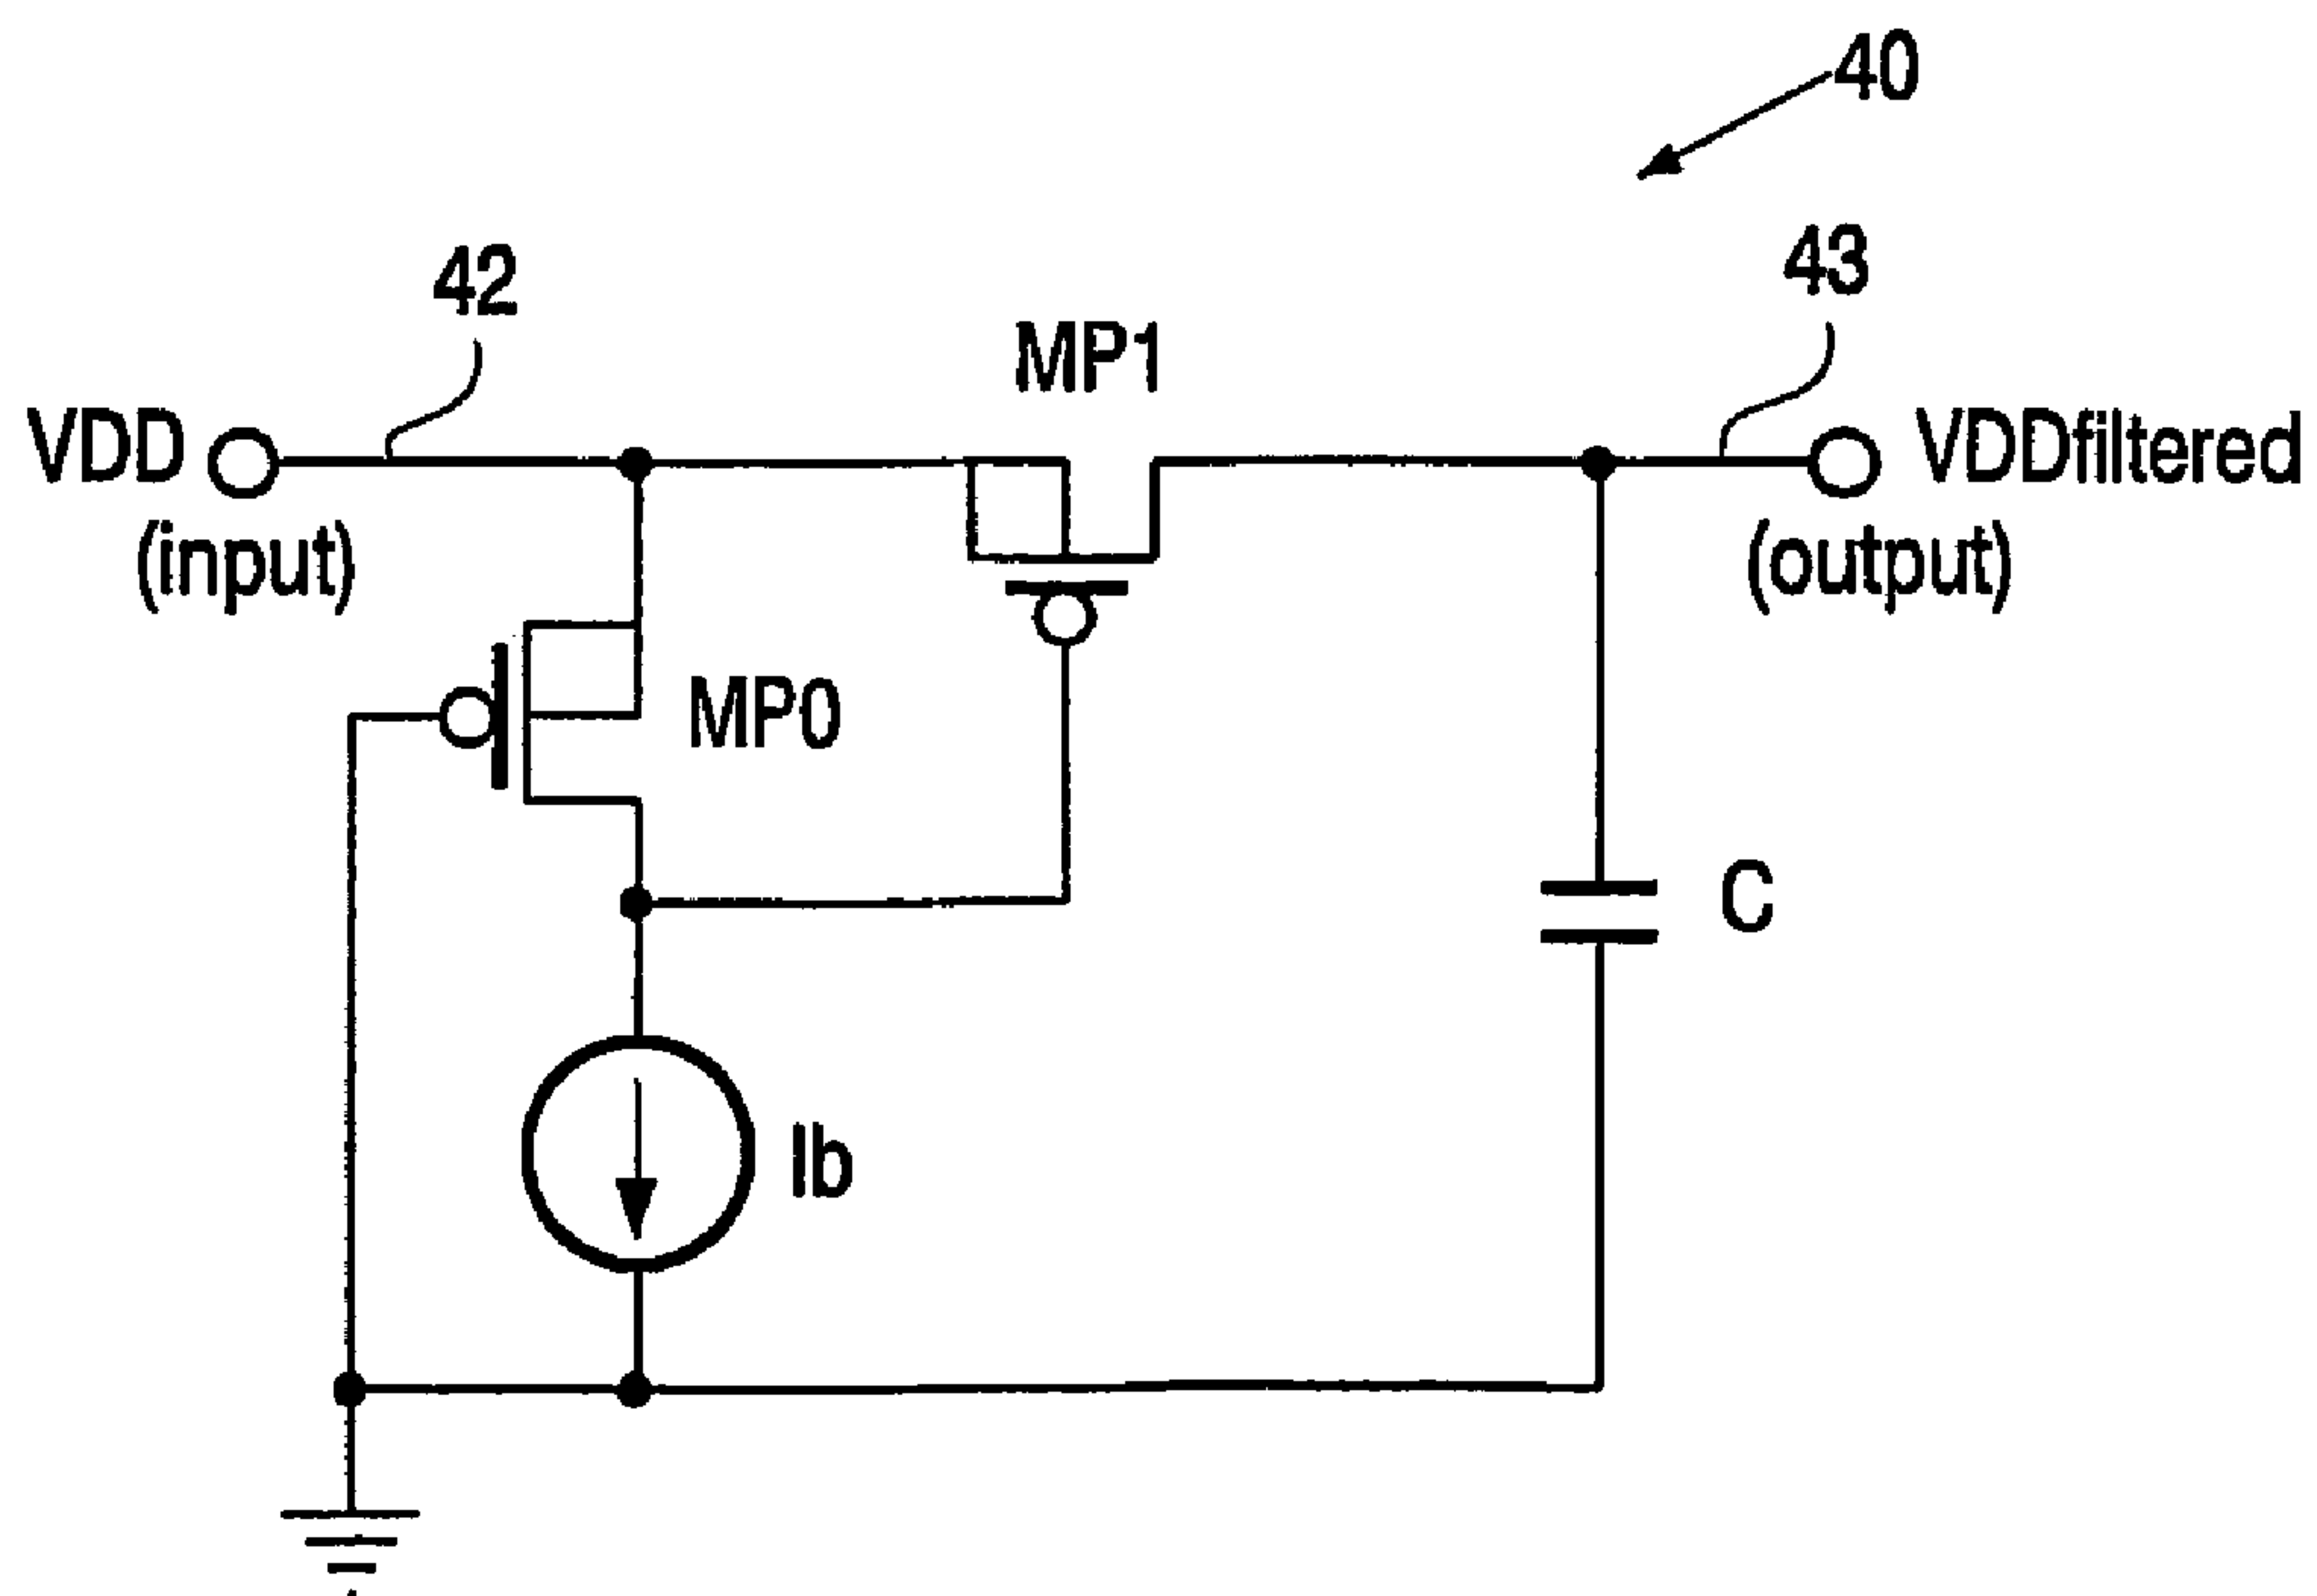 40
42
43
MP1
VDD
(input)
VDDfiltered
(output)
MP0
C
Ib